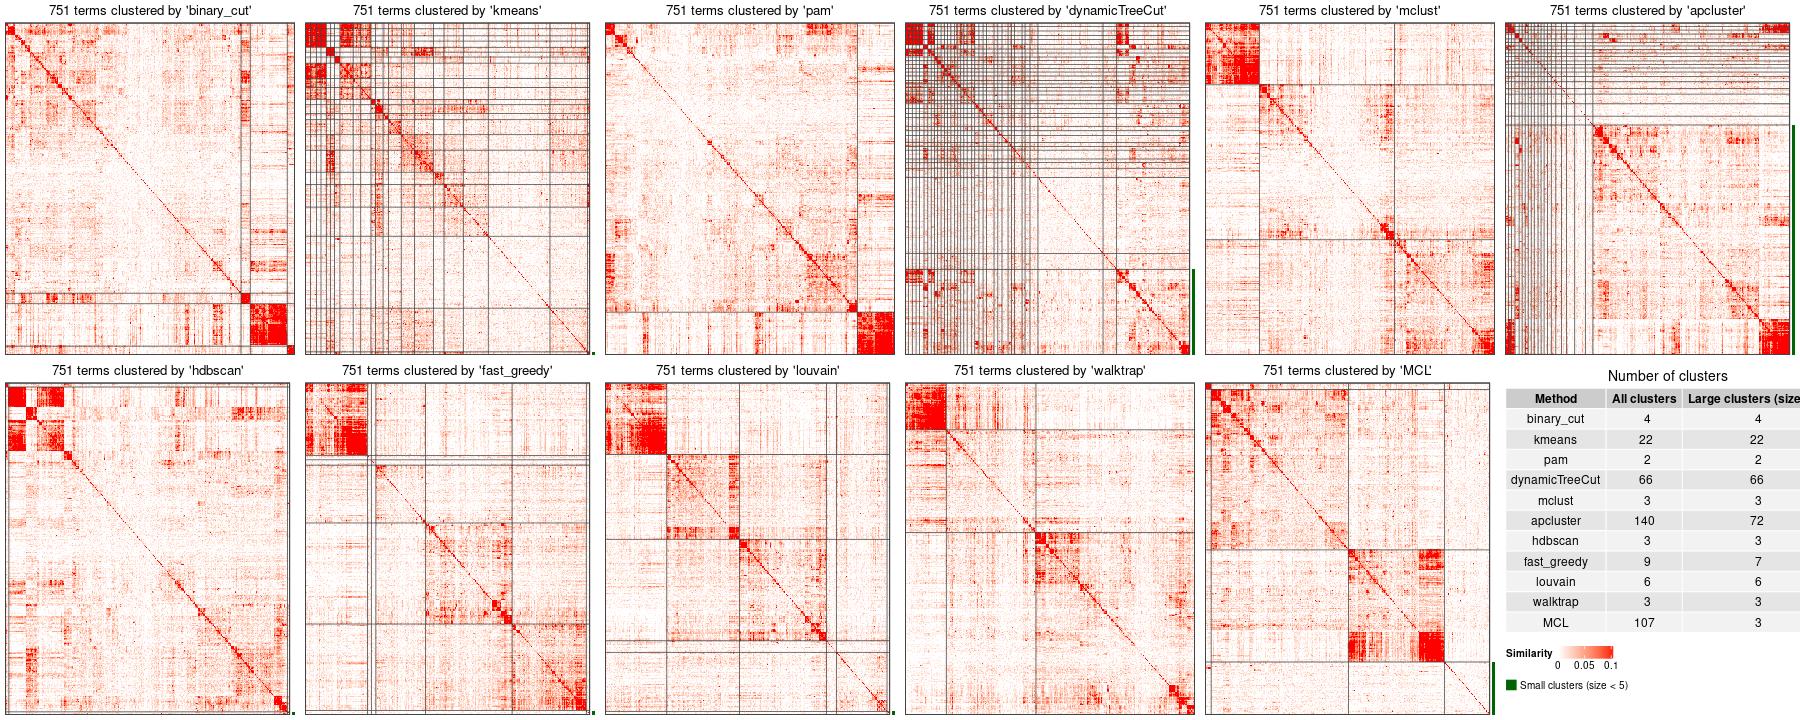 751 terms clustered by 'binary_cut'
751 terms clustered by 'kmeans'
751 terms clustered by 'pam'
751 terms clustered by 'dynamicTreeCut'
751 terms clustered by 'mclust'
751 terms clustered by 'apcluster'
751 terms clustered by 'hdbscan'
751 terms clustered by 'fast_greedy'
751 terms clustered by 'louvain'
751 terms clustered by 'walktrap'
751 terms clustered by 'MCL'
Number of clusters
Method All clusters Large clusters (size
binary_cut 4 4
kmeans 22 22
pam 2 2
dynamicTreeCut 66 66
mclust 3 3
apcluster 140 72
hdbscan 3 3
fast_greedy 9 7
louvain 6 6
walktrap 3 3
MCL 107 3
Similarity
0 0.05 0.1
Small clusters (size < 5)